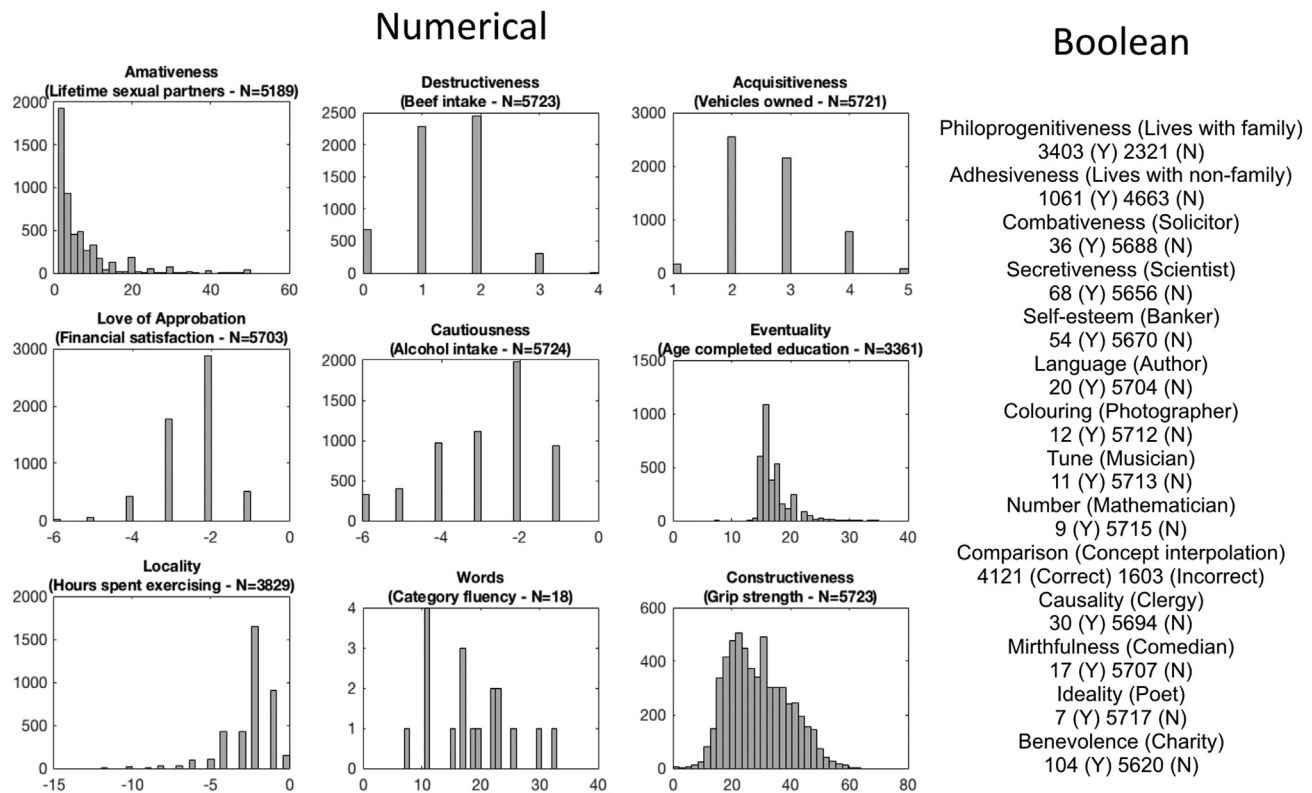 Numerical
Boolean
Amativeness
(Lifetime sexual partners - N=5189)
2000
1500
1000
500
0
0 20 40 60
Destructiveness
(Beef intake - N=5723)
2500
2000
1500
1000
500
0
0 1 2 3 4
Acquisitiveness
(Vehicles owned - N=5721)
3000
2000
1000
0
1 2 3 4 5
Love of Approbation
(Financial satisfaction - N=5703)
3000
2000
1000
0
-6 -4 -2 0
Cautiousness
(Alcohol intake - N=5724)
2000
1500
1000
500
0
-6 -4 -2 0
Eventuality
(Age completed education - N=3361)
1500
1000
500
0
0 10 20 30 40
Locality
(Hours spent exercising - N=3829)
2000
1500
1000
500
0
-15 -10 -5 0
Words
(Category fluency - N=18)
4
3
2
1
0
0 10 20 30 40
Constructiveness
(Grip strength - N=5723)
600
400
200
0
0 20 40 60 80
Philoprogenitiveness (Lives with family)
3403 (Y) 2321 (N)
Adhesiveness (Lives with non-family)
1061 (Y) 4663 (N)
Combativeness (Solicitor)
36 (Y) 5688 (N)
Secretiveness (Scientist)
68 (Y) 5656 (N)
Self-esteem (Banker)
54 (Y) 5670 (N)
Language (Author)
20 (Y) 5704 (N)
Colouring (Photographer)
12 (Y) 5712 (N)
Tune (Musician)
11 (Y) 5713 (N)
Number (Mathematician)
9 (Y) 5715 (N)
Comparison (Concept interpolation)
4121 (Correct) 1603 (Incorrect)
Causality (Clergy)
30 (Y) 5694 (N)
Mirthfulness (Comedian)
17 (Y) 5707 (N)
Ideality (Poet)
7 (Y) 5717 (N)
Benevolence (Charity)
104 (Y) 5620 (N)